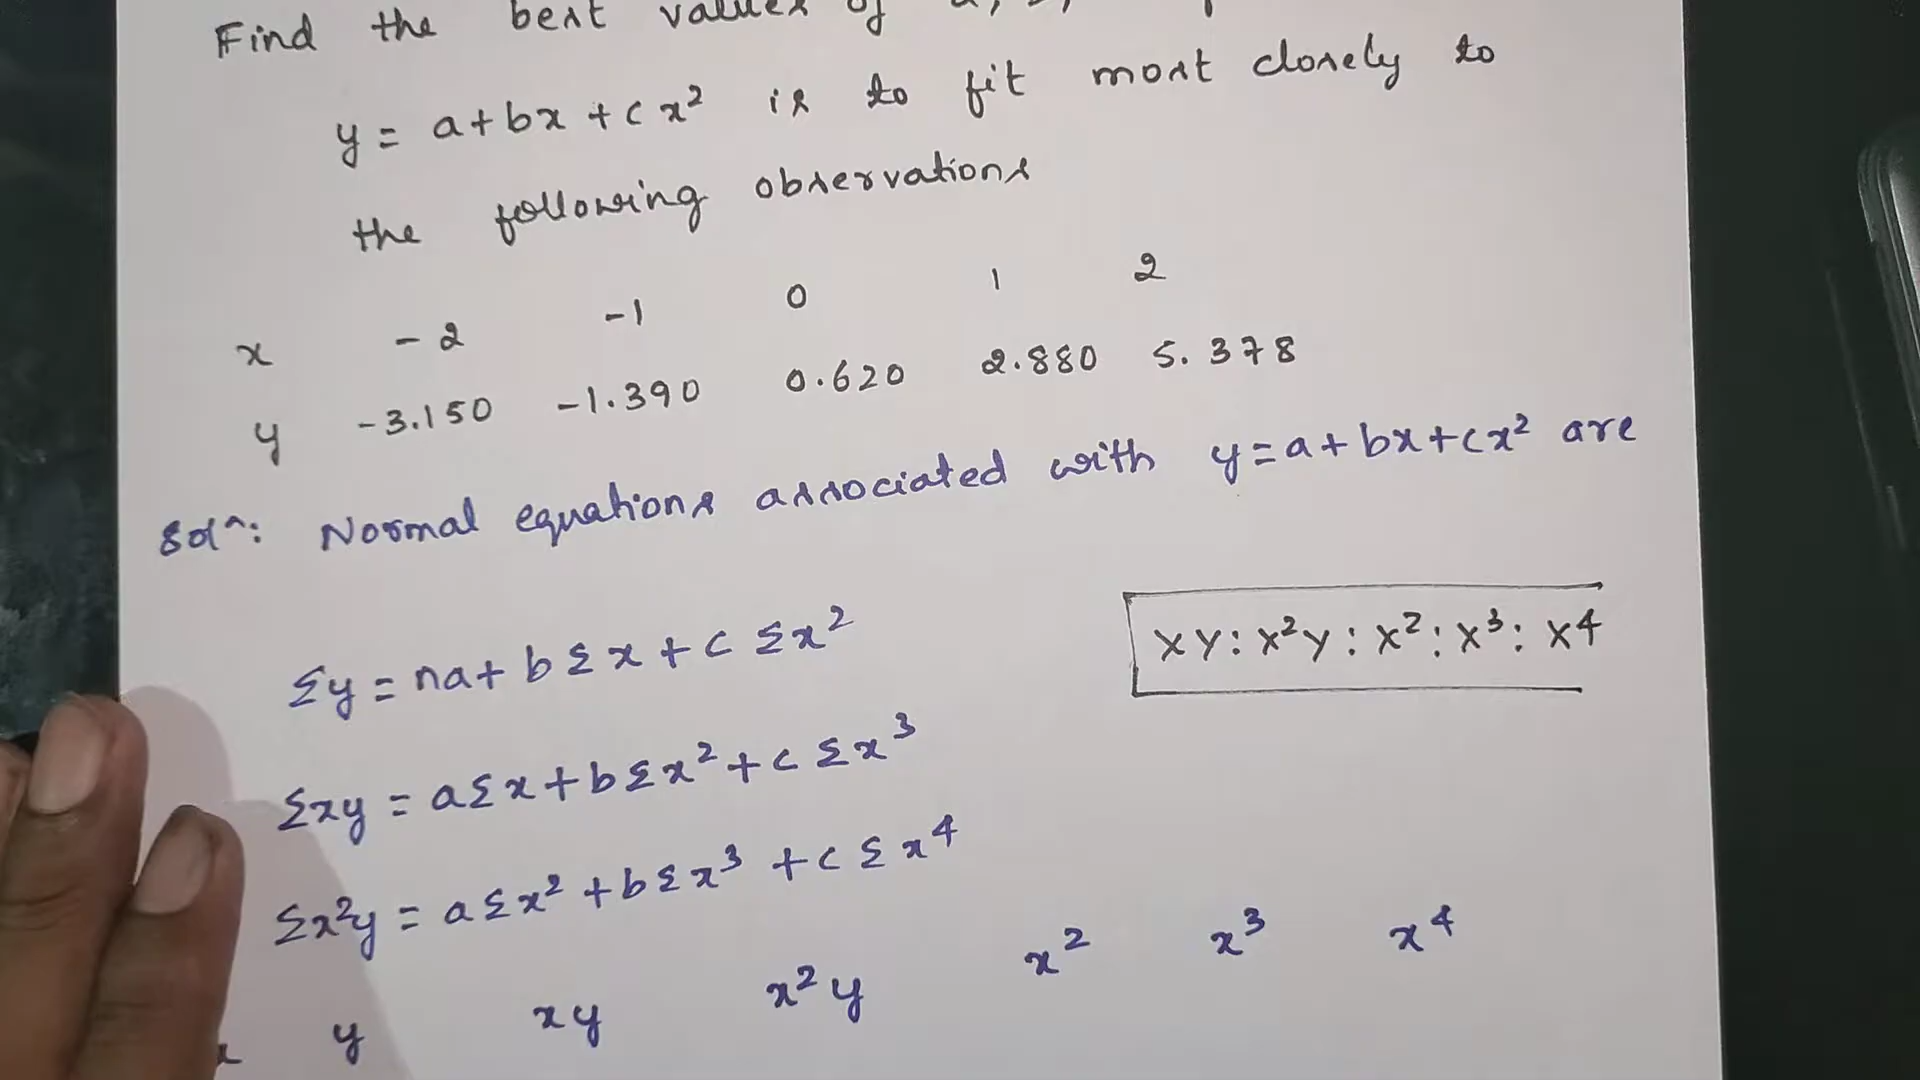 Find the best values of
y = a+bx+cx² is to fit most closely to
the following observations
x -2 -1 0 1 2
y -3.150 -1.390 0.620 2.880 5.378
Solⁿ: Normal equations associated with y=a+bx+cx² are
Σy = na+bΣx+cΣx²
XY: X²Y: X²: X³: X4
Σxy = aΣx+bΣx²+cΣx³
Σx²y = aΣx²+bΣx³+cΣx⁴
x y xy x²y x² x³ x⁴